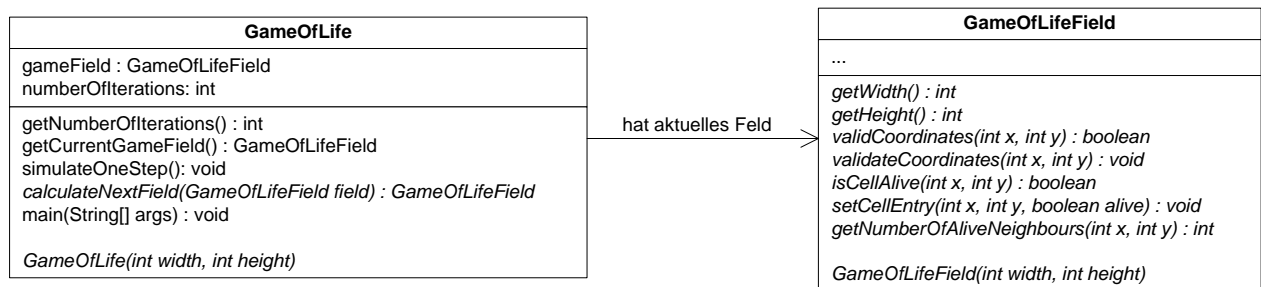 GameOfLife
gameField : GameOfLifeField
numberOfIterations: int
getNumberOfIterations() : int
getCurrentGameField() : GameOfLifeField
simulateOneStep(): void
calculateNextField(GameOfLifeField field) : GameOfLifeField
main(String[] args) : void
GameOfLife(int width, int height)
hat aktuelles Feld
GameOfLifeField
...
getWidth() : int
getHeight() : int
validCoordinates(int x, int y) : boolean
validateCoordinates(int x, int y) : void
isCellAlive(int x, int y) : boolean
setCellEntry(int x, int y, boolean alive) : void
getNumberOfAliveNeighbours(int x, int y) : int
GameOfLifeField(int width, int height)